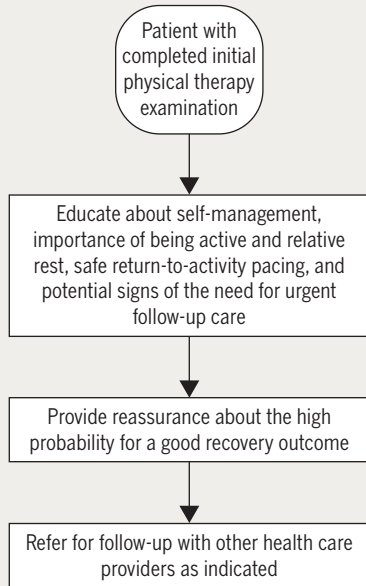 Patient with
completed initial
physical therapy
examination
Educate about self-management,
importance of being active and relative
rest, safe return-to-activity pacing, and
potential signs of the need for urgent
follow-up care
Provide reassurance about the high
probability for a good recovery outcome
Refer for follow-up with other health care
providers as indicated